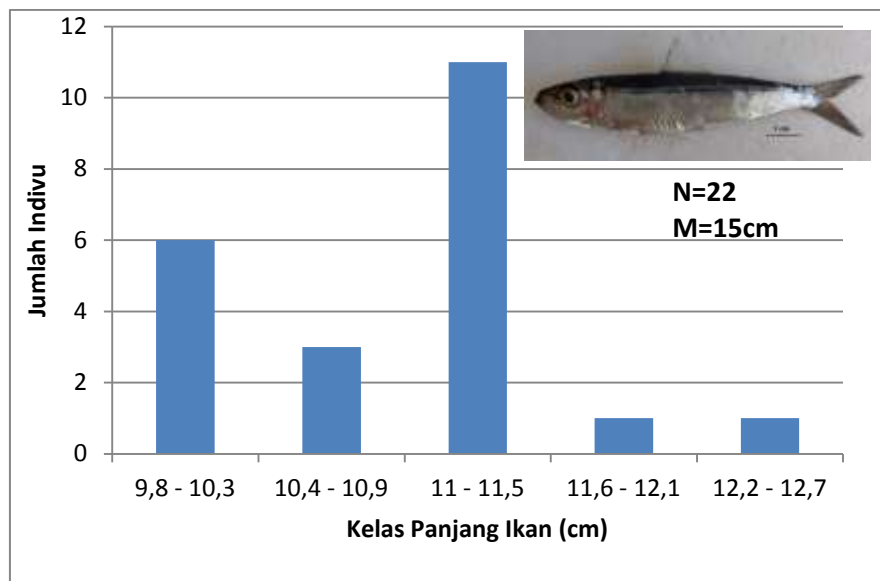 12
10
8
6
4
2
0
Jumlah Indivu
N=22
M=15cm
9,8 - 10,3
10,4 - 10,9
11 - 11,5
11,6 - 12,1
12,2 - 12,7
Kelas Panjang Ikan (cm)